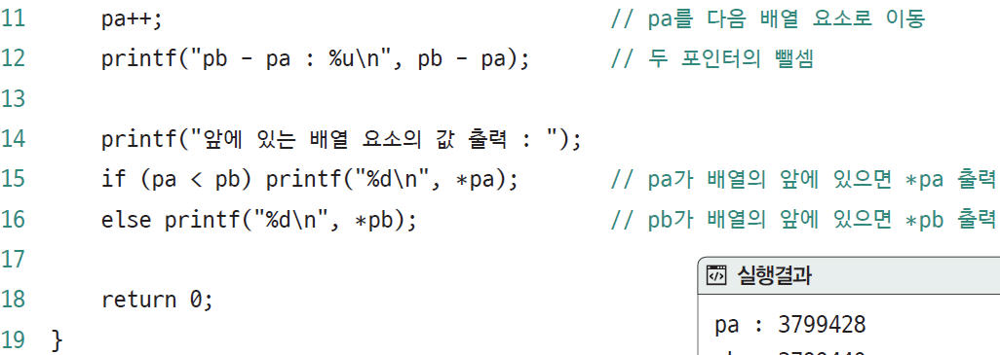 11 pa++; // pa를 다음 배열 요소로 이동
12 printf("pb - pa : %u\n", pb - pa); // 두 포인터의 뺄셈
13
14 printf("앞에 있는 배열 요소의 값 출력 : ");
15 if (pa < pb) printf("%d\n", *pa); // pa가 배열의 앞에 있으면 *pa 출력
16 else printf("%d\n", *pb); // pb가 배열의 앞에 있으면 *pb 출력
17
실행결과
18 return 0;
pa : 3799428
19 }